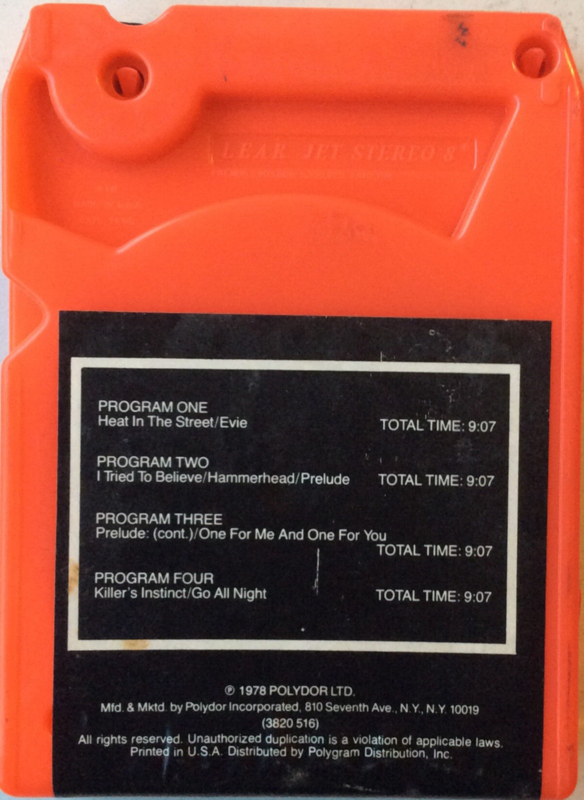 LEAR JET STEREO 8
PROGRAM ONE
Heat In The Street/Evie TOTAL TIME: 9:07
PROGRAM TWO
I Tried To Believe/Hammerhead/Prelude TOTAL TIME: 9:07
PROGRAM THREE
Prelude: (cont.)/One For Me And One For You
TOTAL TIME: 9:07
PROGRAM FOUR
Killer's Instinct/Go All Night TOTAL TIME: 9:07
℗ 1978 POLYDOR LTD.
Mfd. & Mktd. by Polydor Incorporated, 810 Seventh Ave., N.Y., N.Y. 10019
(3820 516)
All rights reserved. Unauthorized duplication is a violation of applicable laws.
Printed in U.S.A. Distributed by Polygram Distribution, Inc.